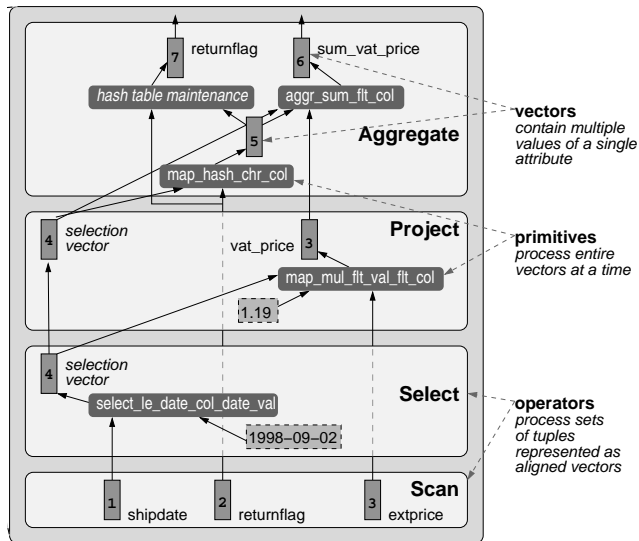 7 returnflag
6 sum_vat_price
hash table maintenance
aggr_sum_flt_col
Aggregate
5
map_hash_chr_col
vectors
contain multiple
values of a single
attribute
Project
4 selection
vector
vat_price 3
map_mul_flt_val_flt_col
1.19
primitives
process entire
vectors at a time
4 selection
vector
Select
select_le_date_col_date_val
1998−09−02
operators
process sets
of tuples
represented as
aligned vectors
Scan
1 shipdate
2 returnflag
3 extprice